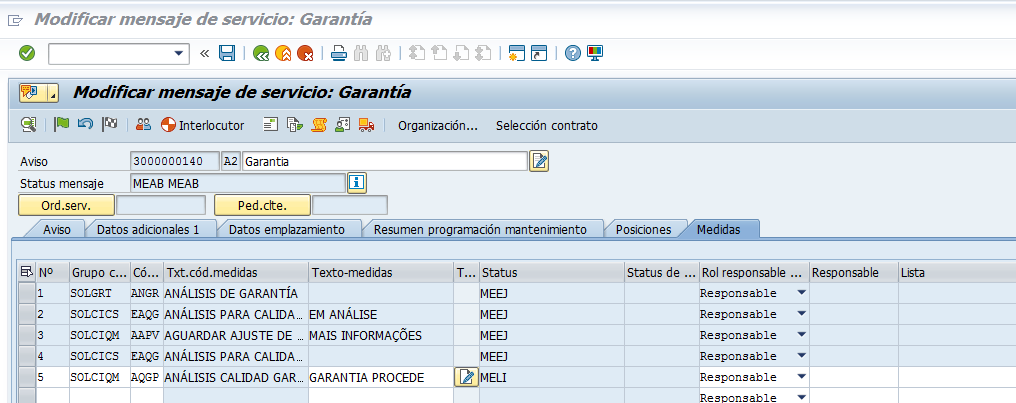 Modificar mensaje de servicio: Garantía
Modificar mensaje de servicio: Garantía
Interlocutor Organización... Selección contrato
Aviso 3000000140 A2 Garantia
Status mensaje MEAB MEAB
Ord.serv. Ped.clte.
Aviso Datos adicionales 1 Datos emplazamiento Resumen programación mantenimiento Posiciones Medidas
Nº Grupo c... Có... Txt.cód.medidas Texto-medidas T... Status Status de ... Rol responsable ... Responsable Lista
1 SOLGRT ANGR ANÁLISIS DE GARANTÍA MEEJ Responsable
2 SOLCICS EAQG ANÁLISIS PARA CALIDA... EM ANÁLISE MEEJ Responsable
3 SOLCIQM AAPV AGUARDAR AJUSTE DE ... MAIS INFORMAÇÕES MEEJ Responsable
4 SOLCICS EAQG ANÁLISIS PARA CALIDA... MEEJ Responsable
5 SOLCIQM AQGP ANÁLISIS CALIDAD GAR... GARANTIA PROCEDE MELI Responsable
Responsable